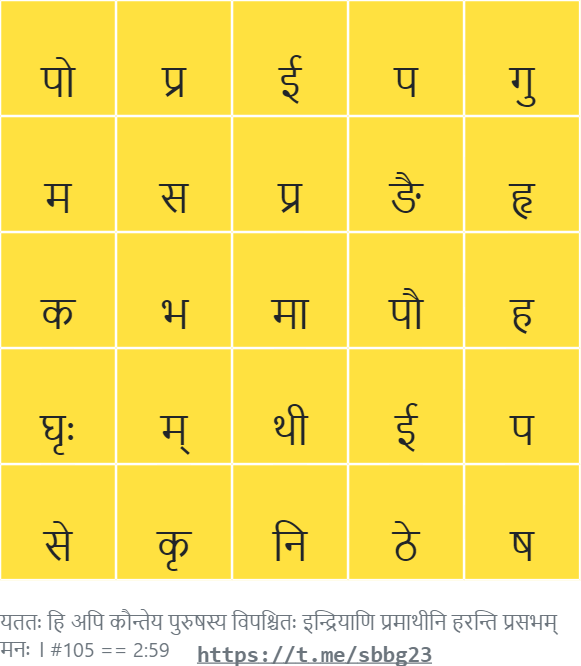 पो प्र ई प गु
म स प्र ङै हृ
क भ मा पौ ह
घृः म् थी ई प
से कृ नि ठे ष
यततः हि अपि कौन्तेय पुरुषस्य विपश्चितः इन्द्रियाणि प्रमाथीनि हरन्ति प्रसभम्
मनः । #105 == 2:59 https://t.me/sbbg23